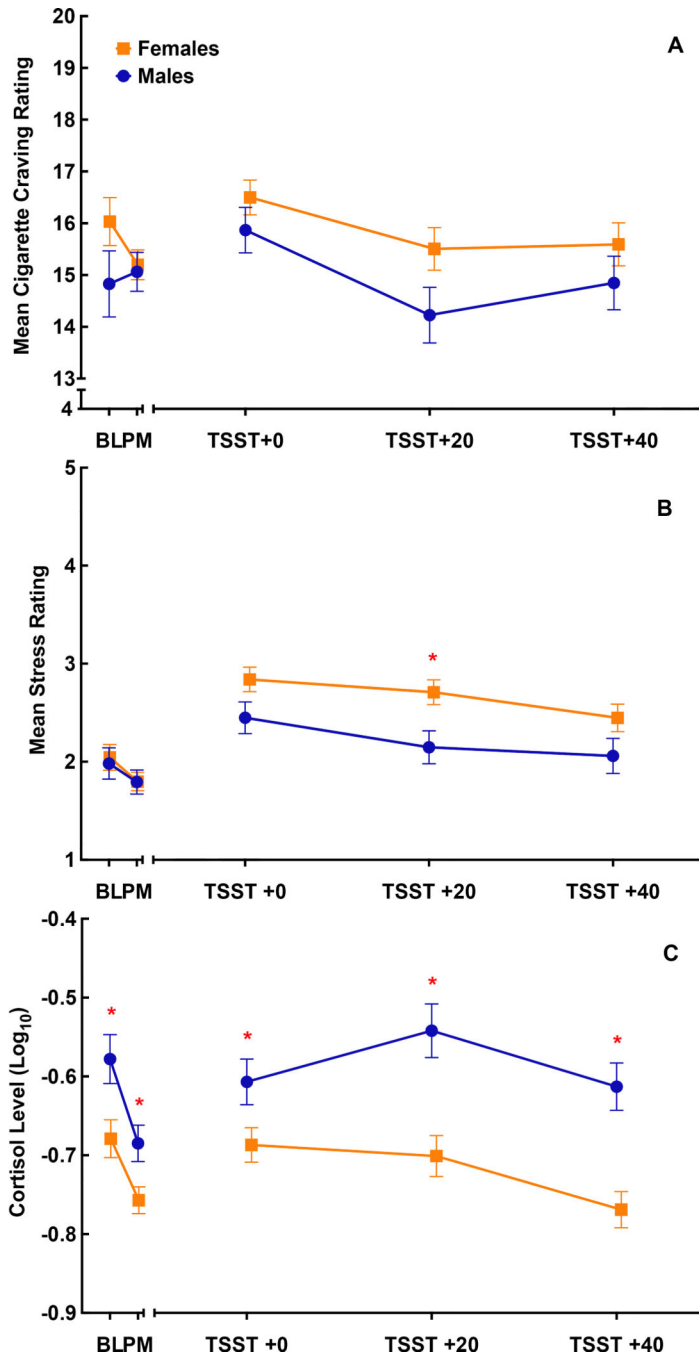 A
Females
Males
Mean Cigarette Craving Rating
20
19
18
17
16
15
14
13
4
BLPM
TSST+0
TSST+20
TSST+40
B
Mean Stress Rating
5
4
3
2
1
*
BLPM
TSST +0
TSST +20
TSST +40
C
Cortisol Level (Log10)
-0.4
-0.5
-0.6
-0.7
-0.8
-0.9
*
*
*
*
*
BLPM
TSST +0
TSST +20
TSST +40